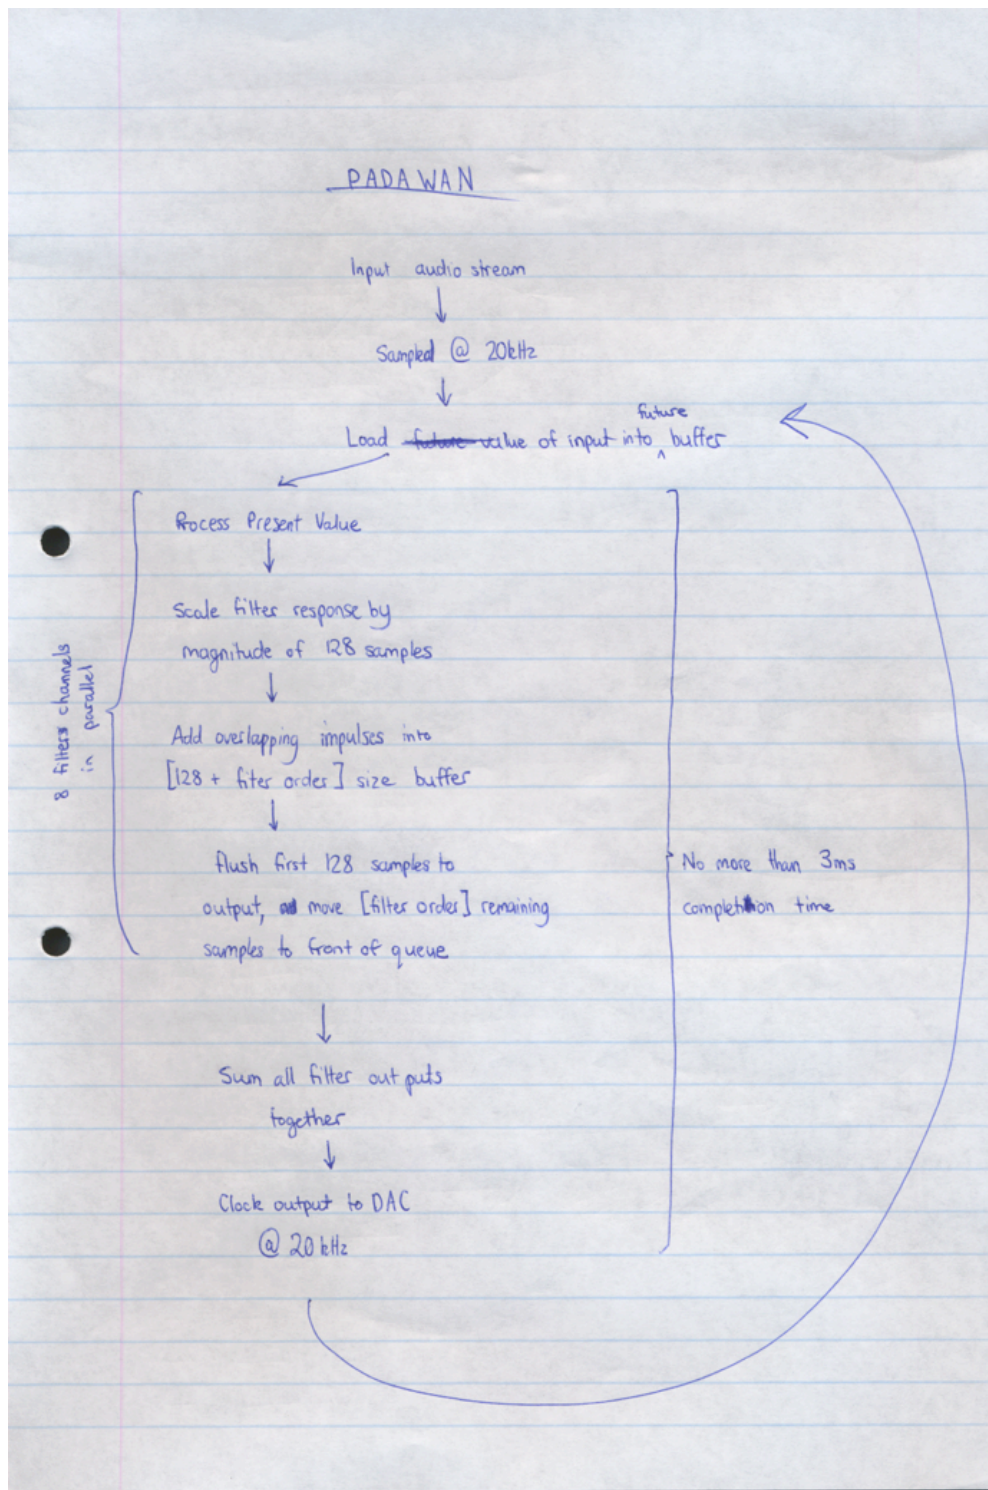 PADAWAN
Input audio stream
Sampled @ 20kHz
future
Load future value of input into ^ buffer
Process Present Value
Scale filter response by
magnitude of 128 samples
Add overlapping impulses into
[128 + fiter order] size buffer
flush first 128 samples to
output, move [filter order] remaining
samples to front of queue
8 filters channels
in parallel
No more than 3ms
completion time
Sum all filter outputs
together
Clock output to DAC
@ 20kHz